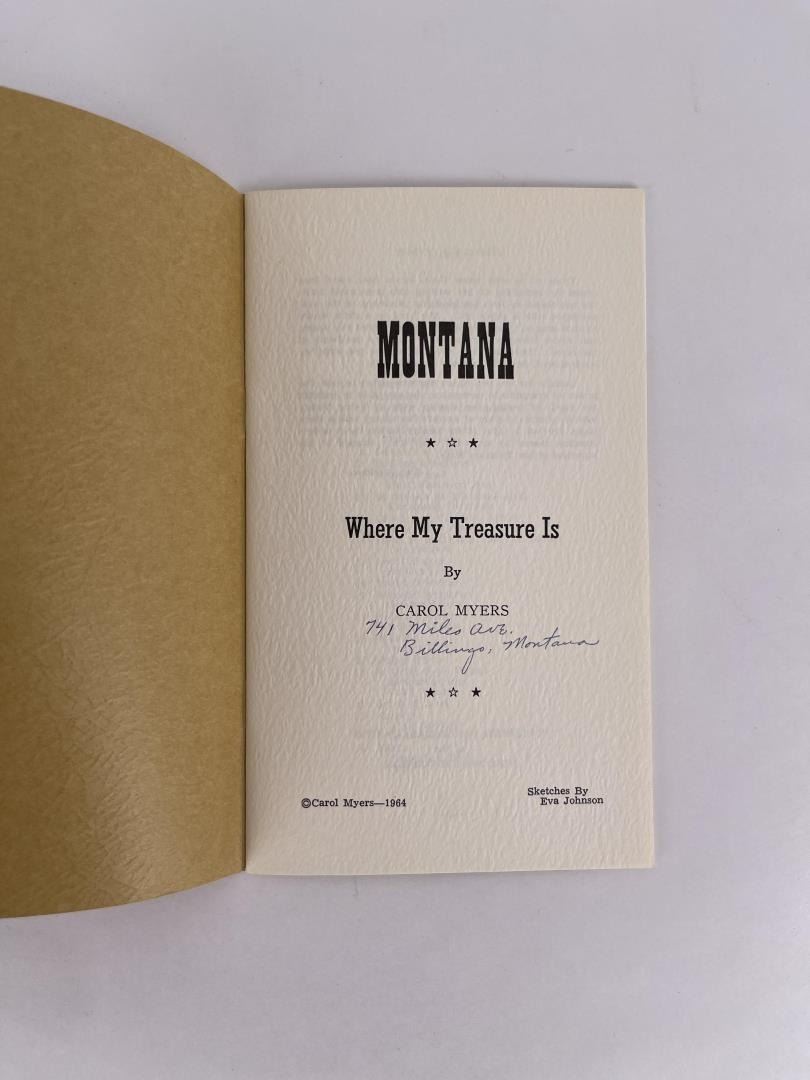 MONTANA
★ ☆ ★
Where My Treasure Is
By
CAROL MYERS
741 Miles Ave.
Billings, Montana
★ ☆ ★
©Carol Myers—1964
Sketches By
Eva Johnson